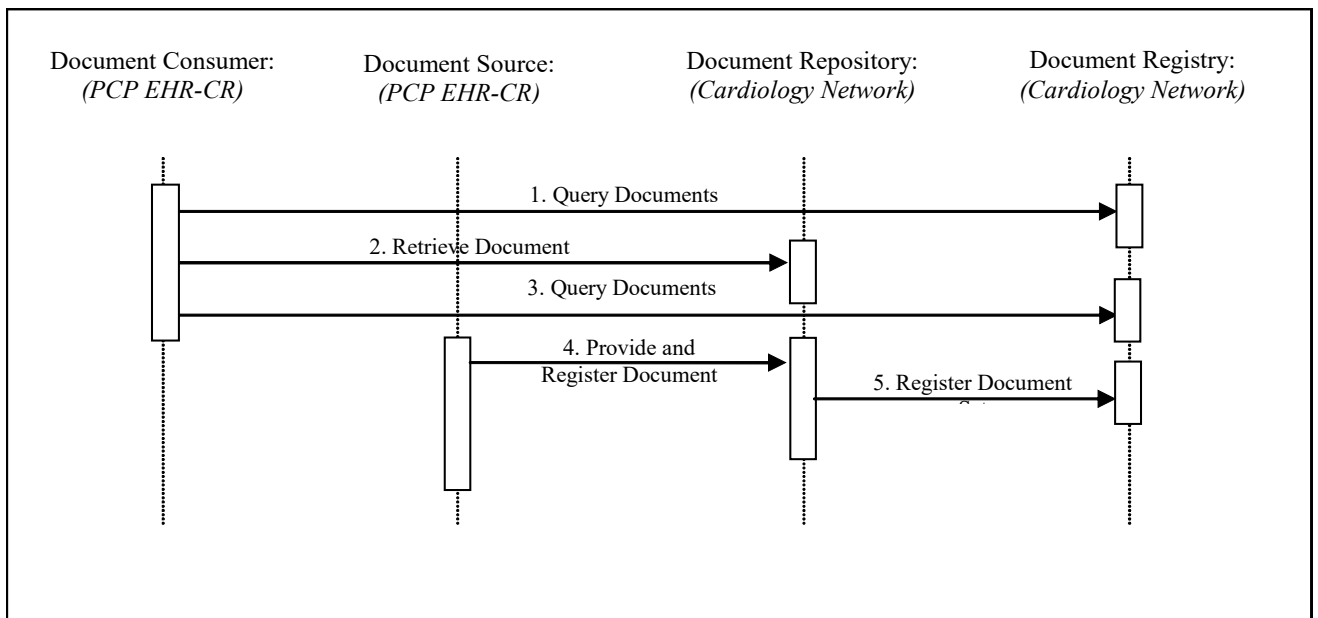 Document Consumer:
(PCP EHR-CR)
Document Source:
(PCP EHR-CR)
Document Repository:
(Cardiology Network)
Document Registry:
(Cardiology Network)
1. Query Documents
2. Retrieve Document
3. Query Documents
4. Provide and
Register Document
5. Register Document